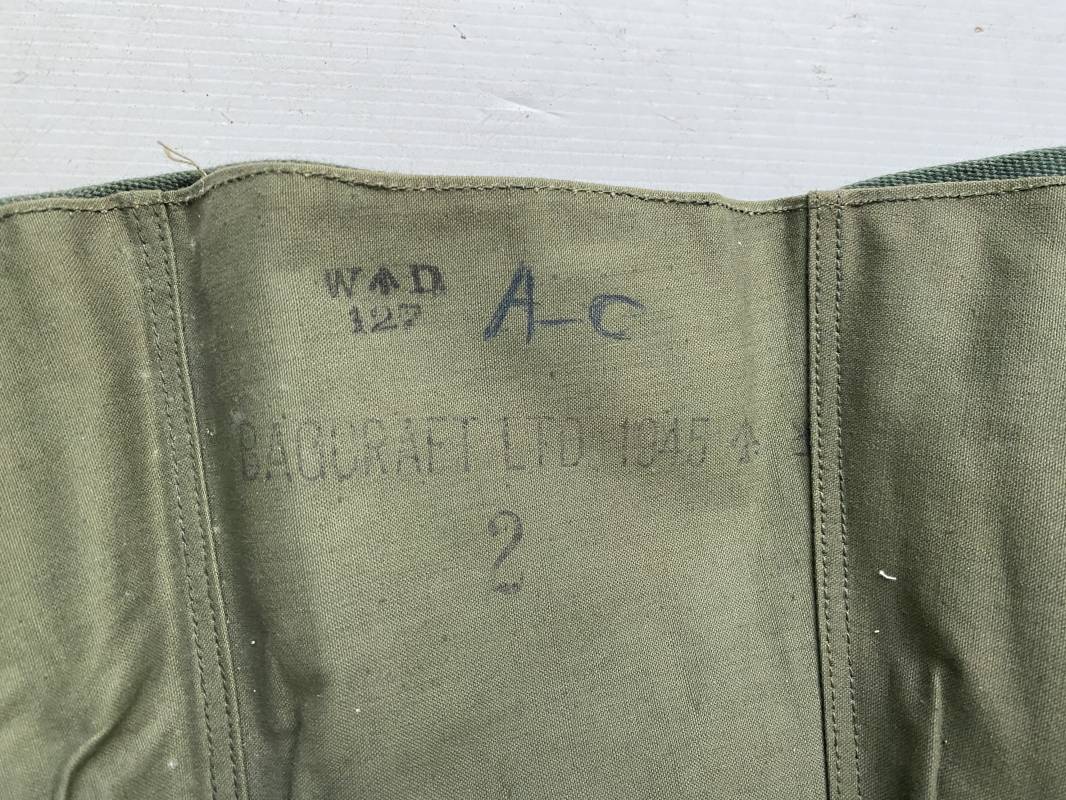 W↑D A-C
127
BAGCRAFT LTD 1945 ↑ ↑
2